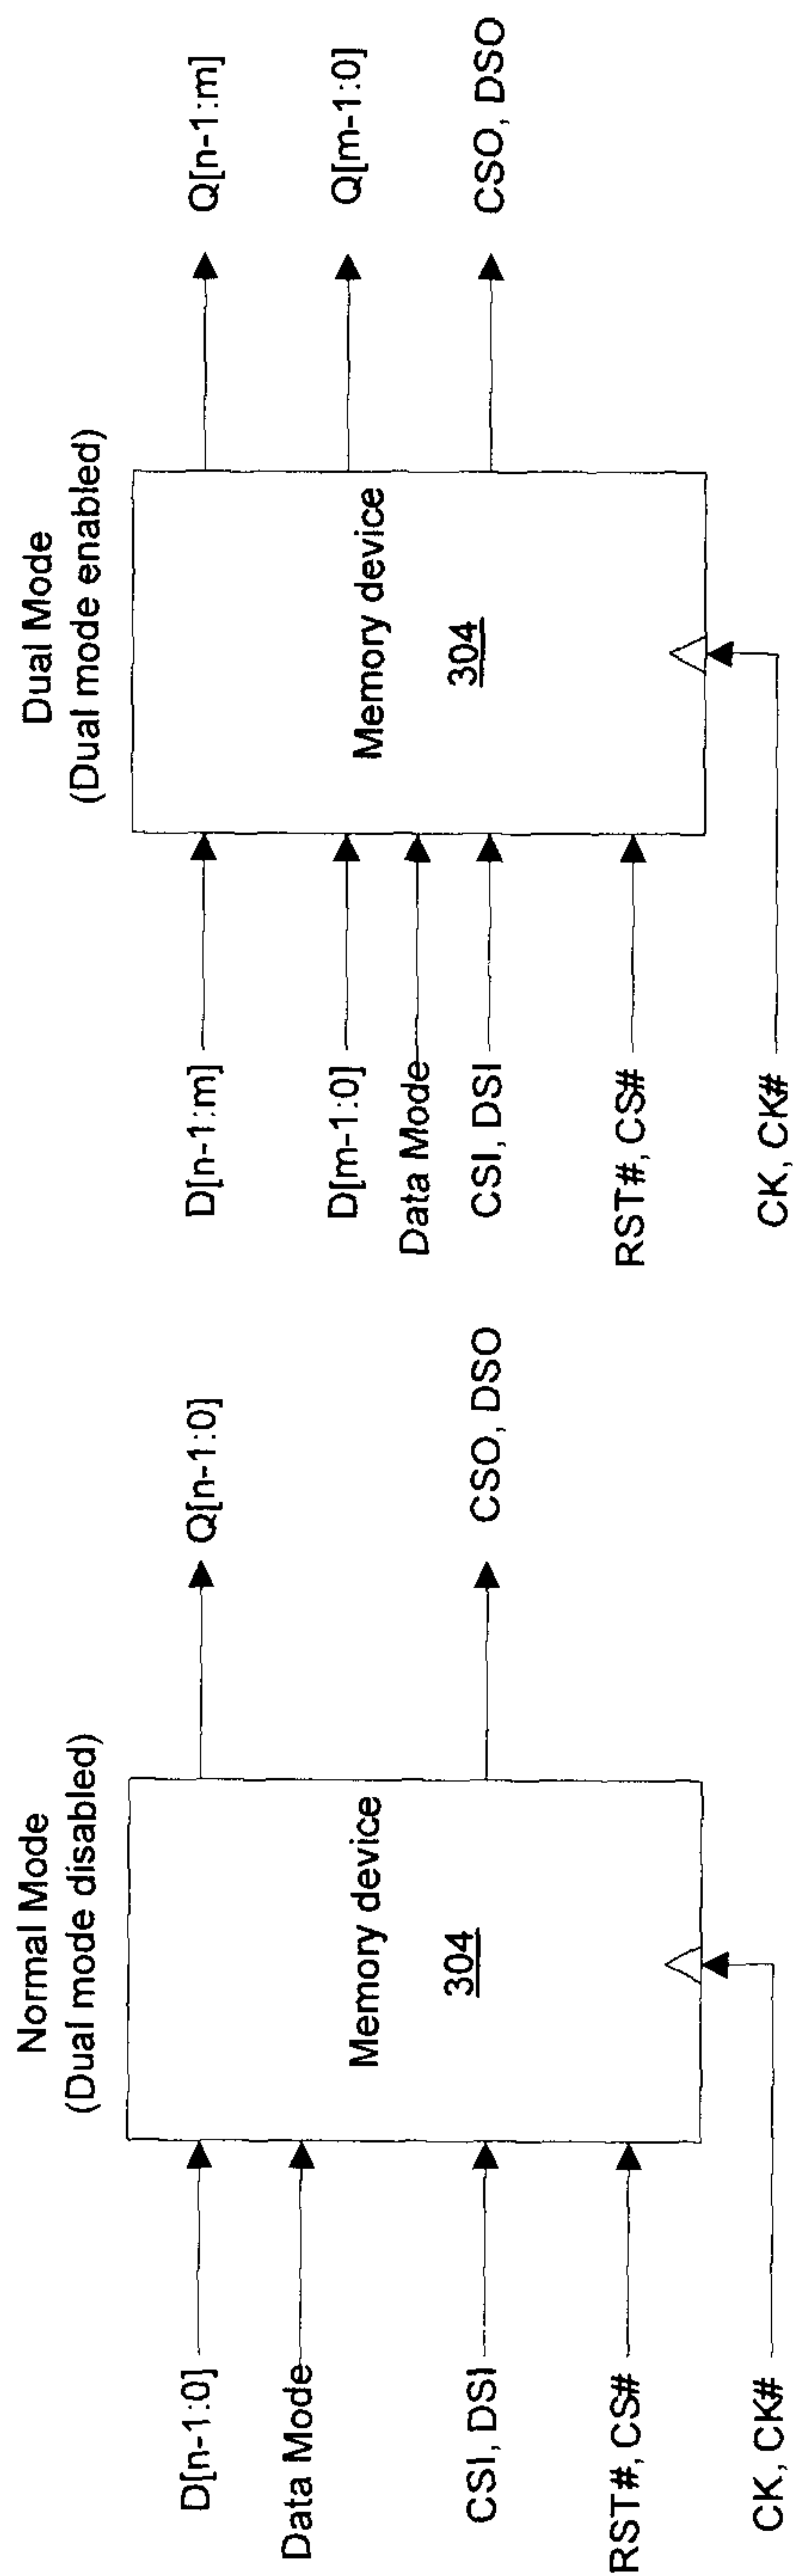 Normal Mode
(Dual mode disabled)
D[n-1:0]
Data Mode
CSI, DSI
RST#, CS#
CK, CK#
Memory device
304
Q[n-1:0]
CSO, DSO
Dual Mode
(Dual mode enabled)
D[n-1:m]
D[m-1:0]
Data Mode
CSI, DSI
RST#, CS#
CK, CK#
Memory device
304
Q[n-1:m]
Q[m-1:0]
CSO, DSO